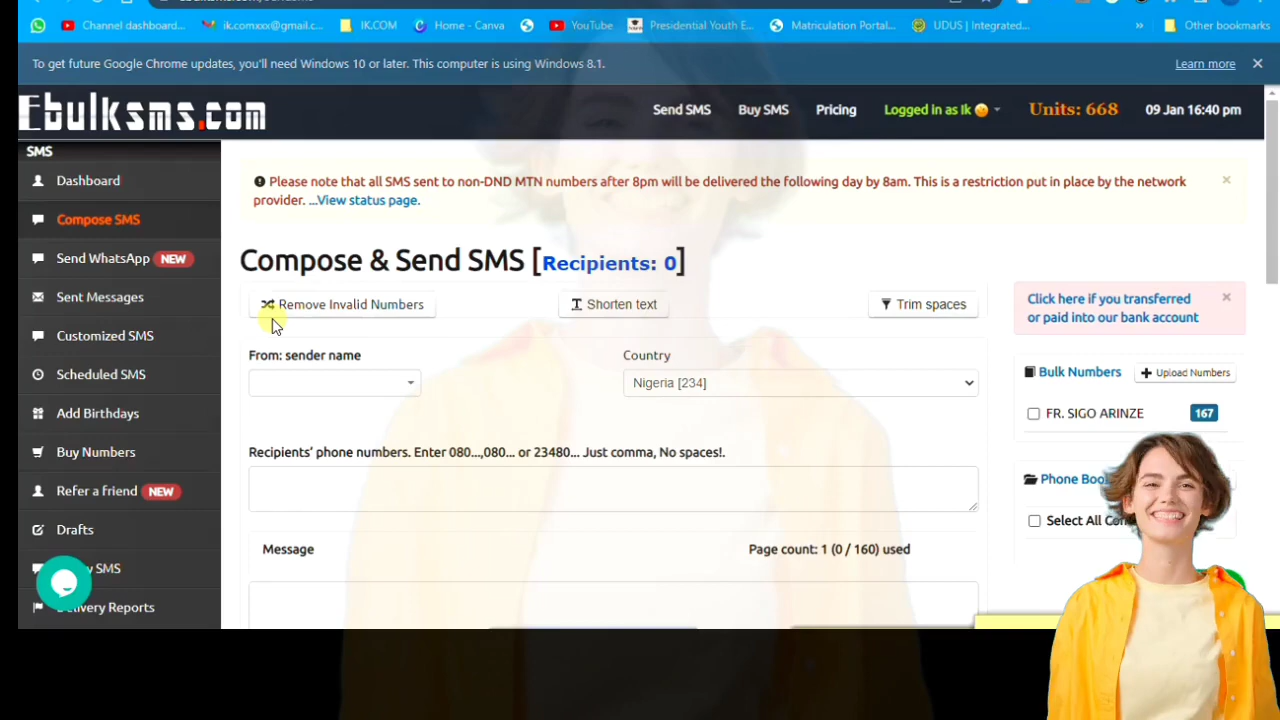 Channel dashboard... ik.comxxx@gmail.c... IK.COM Home - Canva YouTube Presidential Youth E... Matriculation Portal... UDUS | Integrated... » Other bookmarks
To get future Google Chrome updates, you'll need Windows 10 or later. This computer is using Windows 8.1. Learn more
Ebulksms.com Send SMS Buy SMS Pricing Logged in as Ik Units: 668 09 Jan 16:40 pm
SMS
Dashboard
Compose SMS
Send WhatsApp NEW
Sent Messages
Customized SMS
Scheduled SMS
Add Birthdays
Buy Numbers
Refer a friend NEW
Drafts
SMS
Delivery Reports
Please note that all SMS sent to non-DND MTN numbers after 8pm will be delivered the following day by 8am. This is a restriction put in place by the network
provider. ...View status page.
Compose & Send SMS [Recipients: 0]
Remove Invalid Numbers Shorten text Trim spaces
From: sender name Country
Nigeria [234]
Recipients' phone numbers. Enter 080...,080... or 23480... Just comma, No spaces!.
Message Page count: 1 (0 / 160) used
Click here if you transferred
or paid into our bank account
Bulk Numbers Upload Numbers
FR. SIGO ARINZE 167
Phone Boo
Select All Con